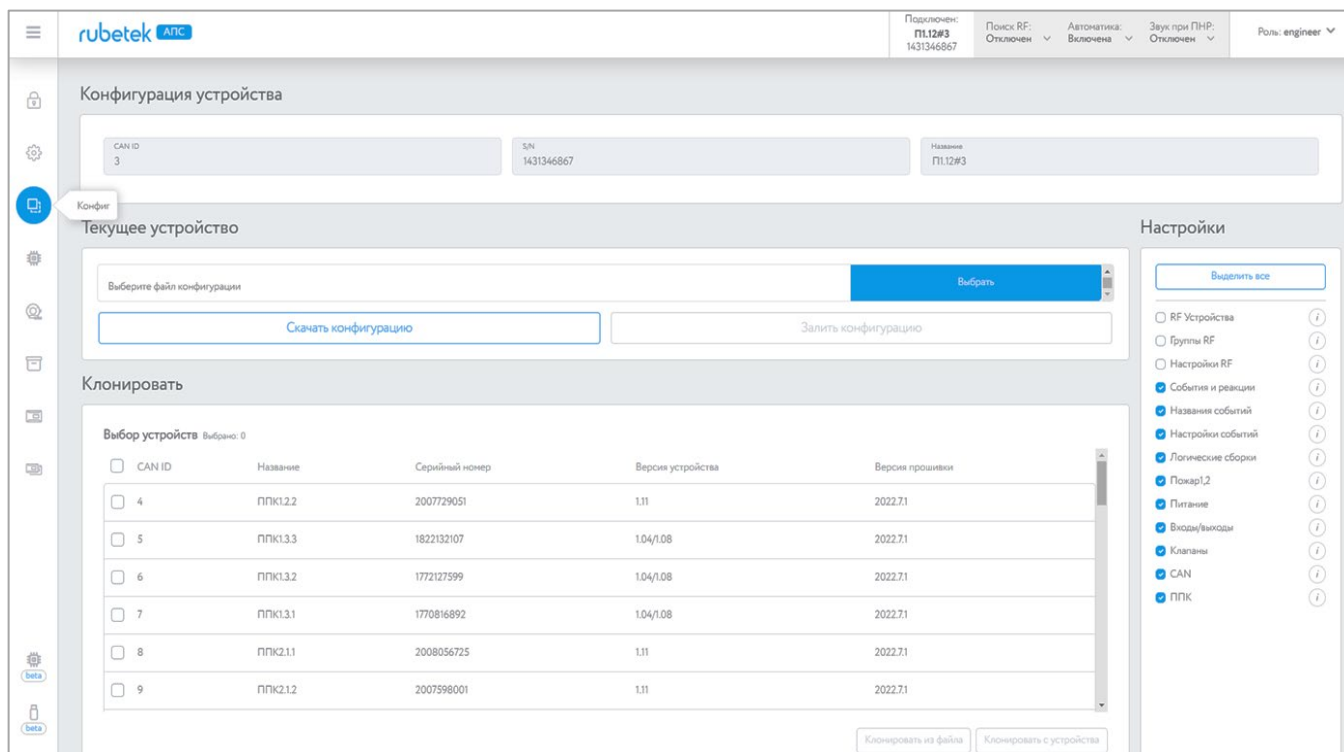 rubetek АПС
Подключен:
П1.12#3
1431346867
Поиск RF:
Отключен
Автоматика:
Включена
Звук при ПНР:
Отключен
Роль: engineer
Конфигурация устройства
CAN ID
3
S/N
1431346867
Название
П1.12#3
Конфиг
Текущее устройство
Выберите файл конфигурации
Выбрать
Скачать конфигурацию
Залить конфигурацию
Клонировать
Выбор устройств Выбрано: 0
CAN ID Название Серийный номер Версия устройства Версия прошивки
4 ППК1.2.2 2007729051 1.11 2022.7.1
5 ППК1.3.3 1822132107 1.04/1.08 2022.7.1
6 ППК1.3.2 1772127599 1.04/1.08 2022.7.1
7 ППК1.3.1 1770816892 1.04/1.08 2022.7.1
8 ППК2.1.1 2008056725 1.11 2022.7.1
9 ППК2.1.2 2007598001 1.11 2022.7.1
Клонировать из файла
Клонировать с устройства
Настройки
Выделить все
RF Устройства i
Группы RF i
Настройки RF i
События и реакции i
Названия событий i
Настройки событий i
Логические сборки i
Пожар1,2 i
Питание i
Входы/выходы i
Клапаны i
CAN i
ППК i
beta
beta